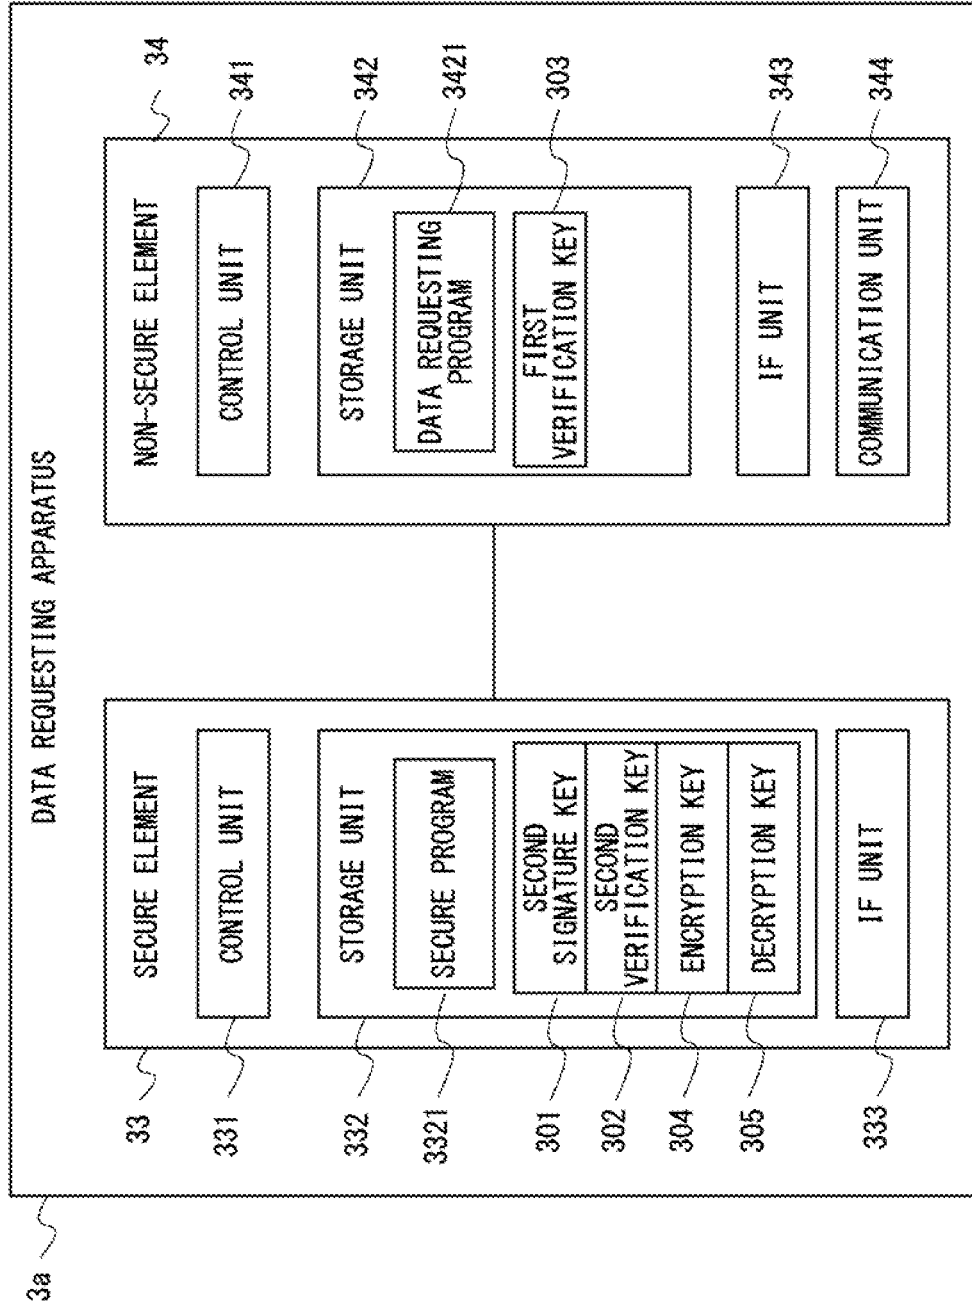 3a
DATA REQUESTING APPARATUS
33
SECURE ELEMENT
331
CONTROL UNIT
332
STORAGE UNIT
3321
SECURE PROGRAM
301
SECOND
SIGNATURE KEY
302
SECOND
VERIFICATION KEY
304
ENCRYPTION KEY
305
DECRYPTION KEY
333
IF UNIT
34
NON-SECURE ELEMENT
341
CONTROL UNIT
342
STORAGE UNIT
3421
DATA REQUESTING
PROGRAM
303
FIRST
VERIFICATION KEY
343
IF UNIT
344
COMMUNICATION UNIT